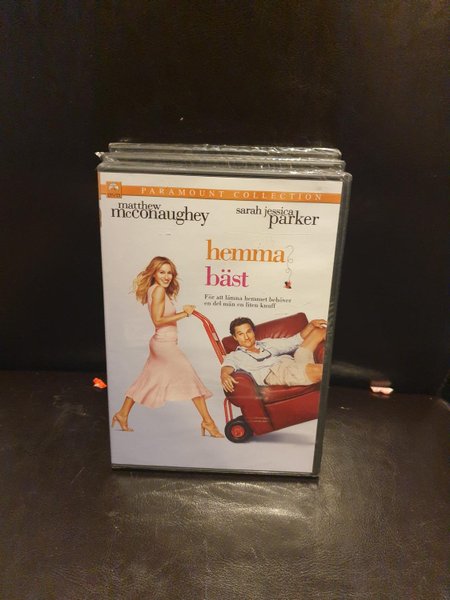 PARAMOUNT COLLECTION
matthew sarah jessica
mcconaughey parker
hemma
bäst
För att lämna hemmet behöver
en del män en liten knuff